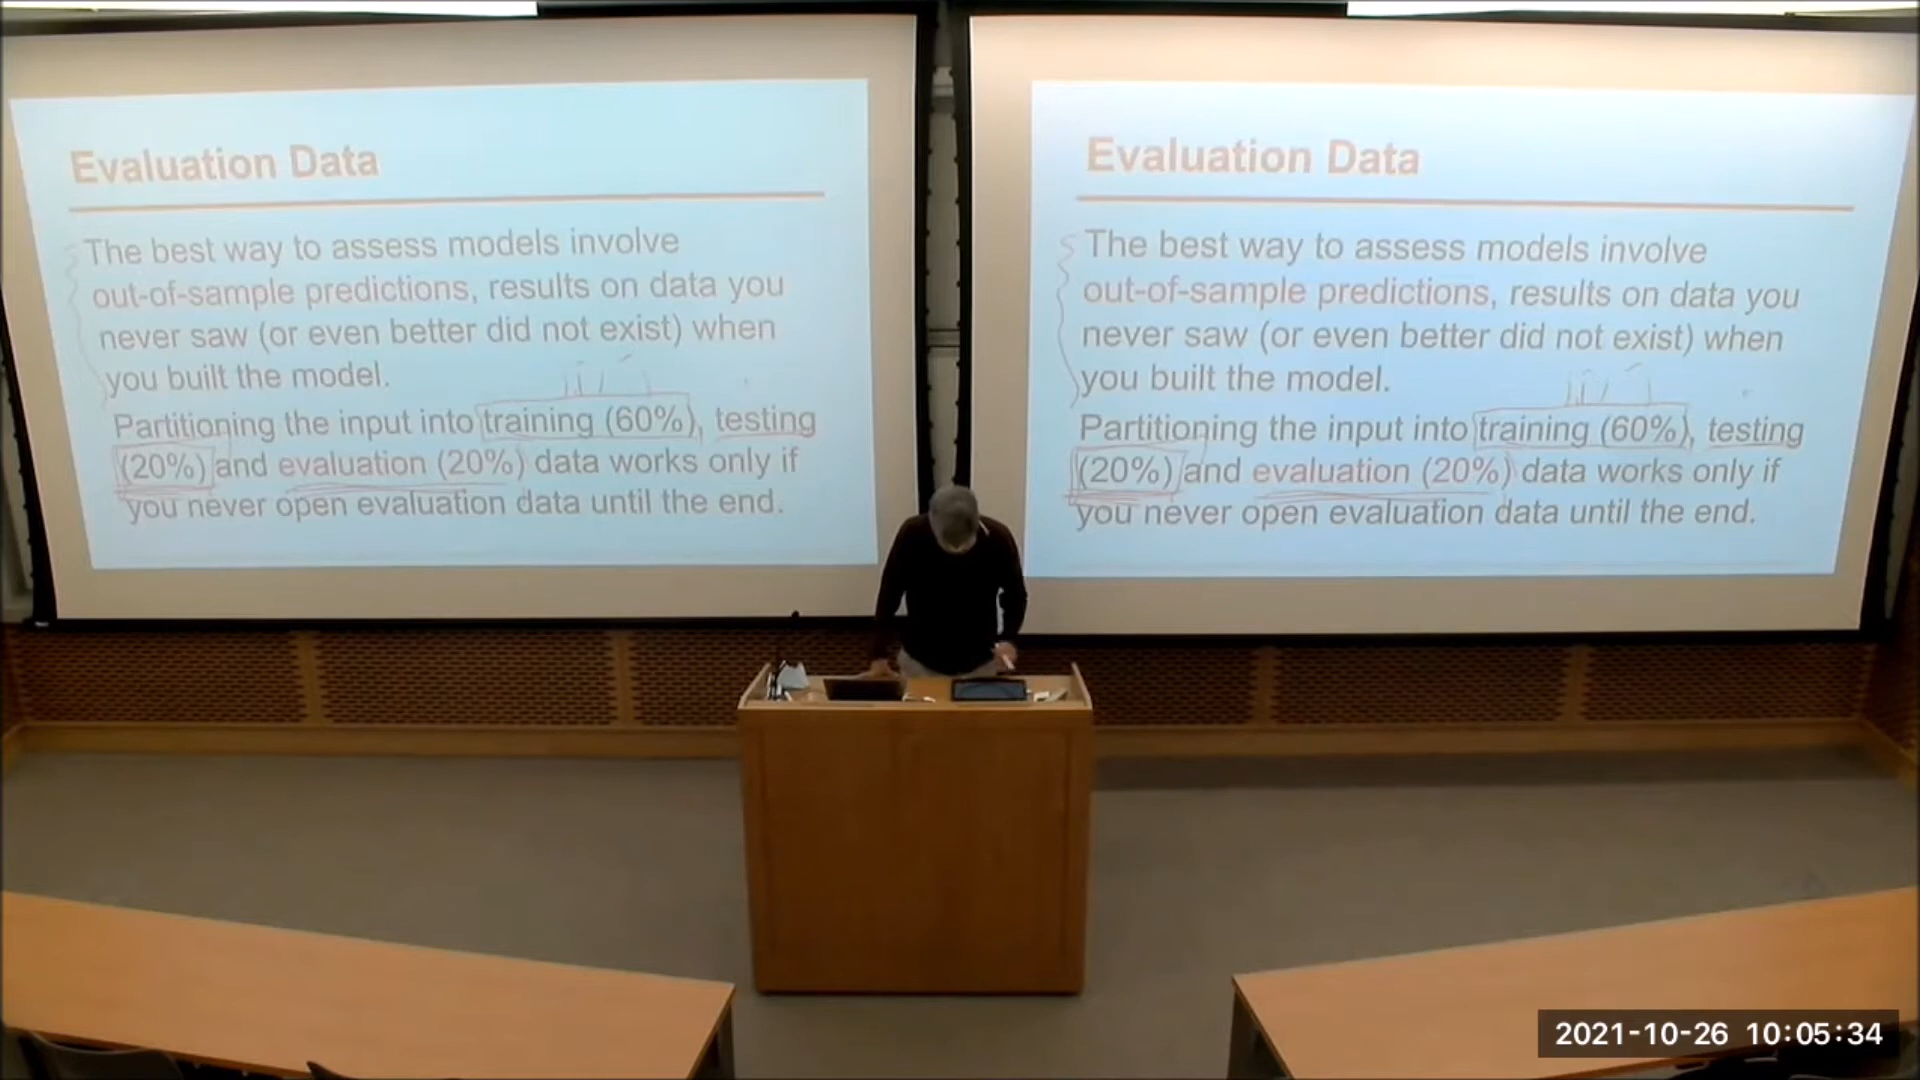 Evaluation Data
The best way to assess models involve
out-of-sample predictions, results on data you
never saw (or even better did not exist) when
you built the model.
Partitioning the input into training (60%), testing
(20%) and evaluation (20%) data works only if
you never open evaluation data until the end.
Evaluation Data
The best way to assess models involve
out-of-sample predictions, results on data you
never saw (or even better did not exist) when
you built the model.
Partitioning the input into training (60%), testing
(20%) and evaluation (20%) data works only if
you never open evaluation data until the end.
2021-10-26 10:05:34